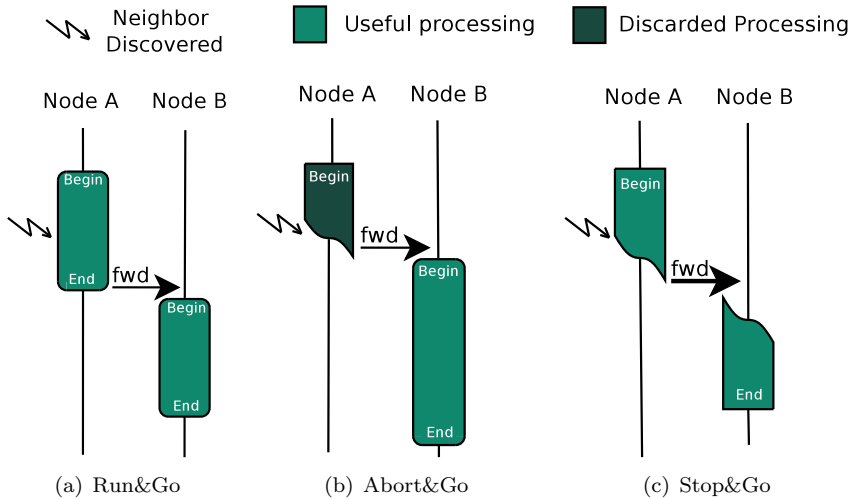 Neighbor Discovered
Useful processing
Discarded Processing
Node A Node B
Begin
End
fwd
Begin
End
(a) Run&Go
Node A Node B
Begin
fwd
Begin
End
(b) Abort&Go
Node A Node B
Begin
fwd
End
(c) Stop&Go